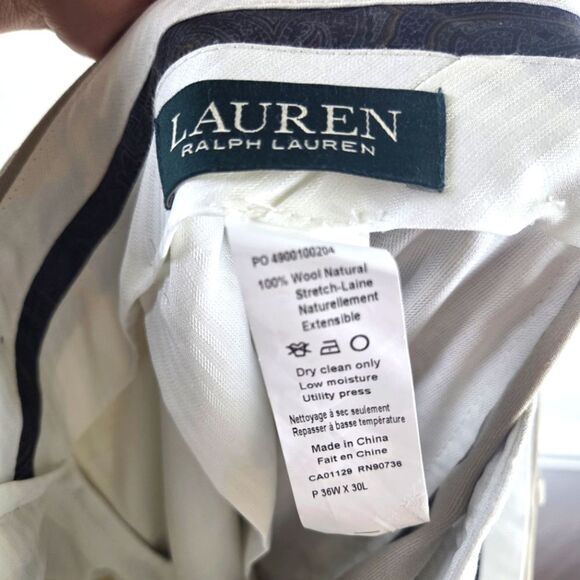 LAUREN
RALPH LAUREN
PO 4900100204
100% Wool Natural
Stretch-Laine
Naturellement
Extensible
Dry clean only
Low moisture
Utility press
Nettoyage à sec seulement
Repasser à basse température
Made in China
Fait en Chine
CA01129 RN90736
P 36W X 30L